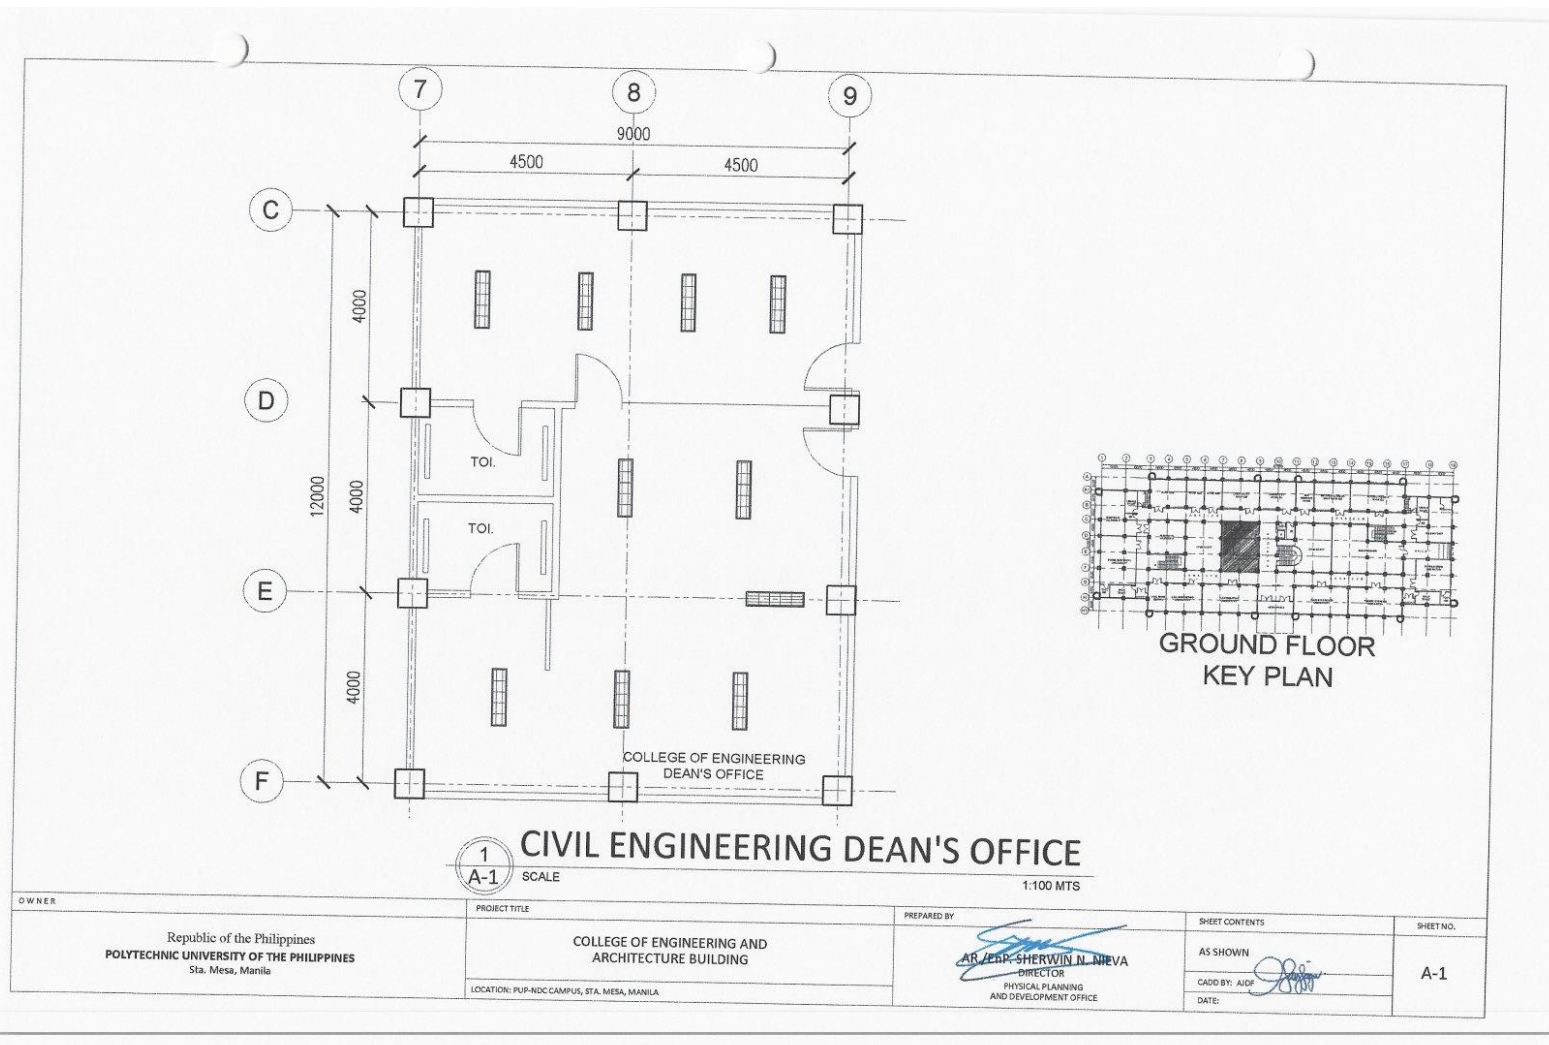 7
8
9
9000
4500
4500
C
D
E
F
4000
12000
4000
4000
TOI.
TOI.
COLLEGE OF ENGINEERING
DEAN'S OFFICE
GROUND FLOOR
KEY PLAN
1
A-1
CIVIL ENGINEERING DEAN'S OFFICE
SCALE
1:100 MTS
OWNER
Republic of the Philippines
POLYTECHNIC UNIVERSITY OF THE PHILIPPINES
Sta. Mesa, Manila
PROJECT TITLE
COLLEGE OF ENGINEERING AND
ARCHITECTURE BUILDING
LOCATION: PUP-NDC CAMPUS, STA. MESA, MANILA
PREPARED BY
AR./EnP. SHERWIN N. NIEVA
DIRECTOR
PHYSICAL PLANNING
AND DEVELOPMENT OFFICE
SHEET CONTENTS
AS SHOWN
CADD BY: AJDF
DATE:
SHEET NO.
A-1